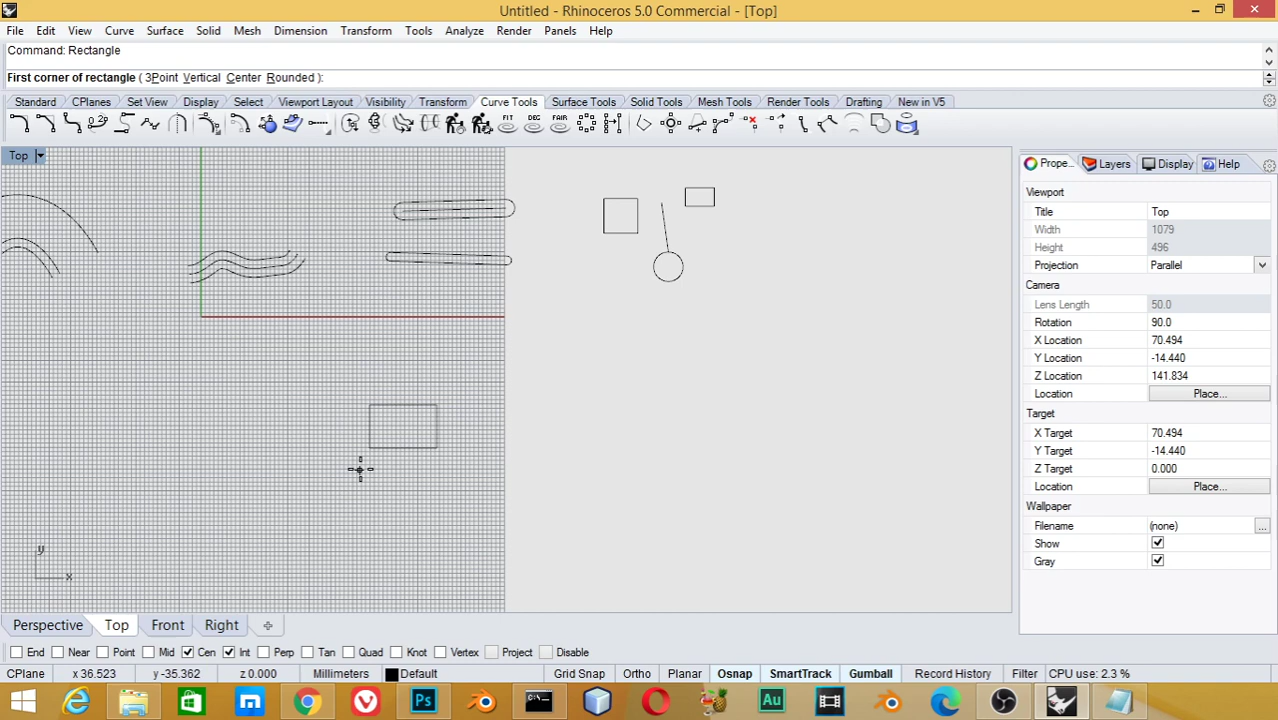 Untitled - Rhinoceros 5.0 Commercial - [Top]
File Edit View Curve Surface Solid Mesh Dimension Transform Tools Analyze Render Panels Help
Command: Rectangle
First corner of rectangle ( 3Point Vertical Center Rounded ):
Standard CPlanes Set View Display Select Viewport Layout Visibility Transform Curve Tools Surface Tools Solid Tools Mesh Tools Render Tools Drafting New in V5
FIT DEG FAIR
Top
Prope... Layers Display Help
Viewport
Title Top
Width 1079
Height 496
Projection Parallel
Camera
Lens Length 50.0
Rotation 90.0
X Location 70.494
Y Location -14.440
Z Location 141.834
Location Place...
Target
X Target 70.494
Y Target -14.440
Z Target 0.000
Location Place...
Wallpaper
Filename (none) ...
Show
Gray
y
x
Perspective Top Front Right
End Near Point Mid Cen Int Perp Tan Quad Knot Vertex Project Disable
CPlane x 36.523 y -35.362 z 0.000 Millimeters Default Grid Snap Ortho Planar Osnap SmartTrack Gumball Record History Filter CPU use: 2.3 %
Ps Au